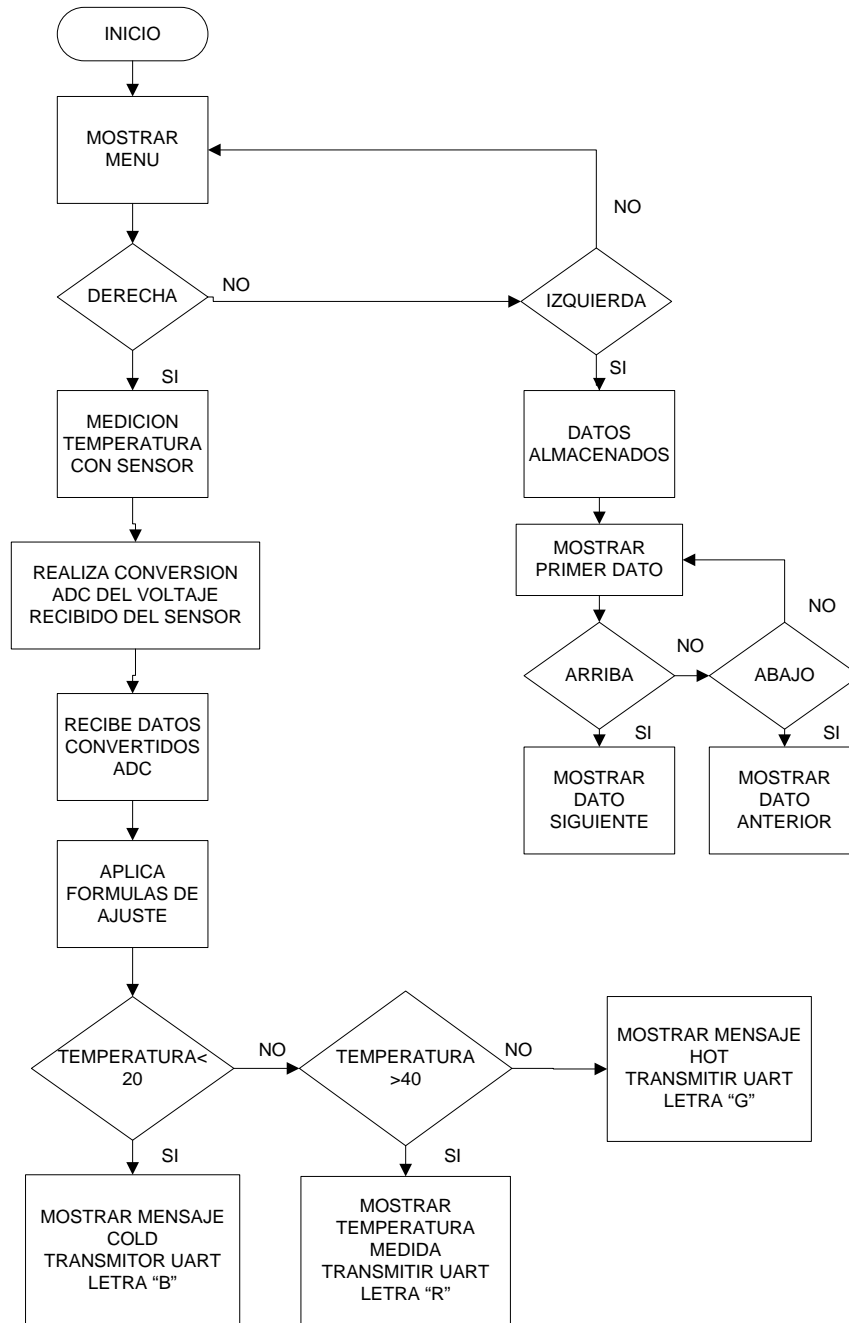 INICIO
MOSTRAR
MENU
NO
DERECHA
NO
IZQUIERDA
SI
SI
MEDICION
TEMPERATURA
CON SENSOR
DATOS
ALMACENADOS
MOSTRAR
PRIMER DATO
REALIZA CONVERSION
ADC DEL VOLTAJE
RECIBIDO DEL SENSOR
NO
NO
ARRIBA
ABAJO
RECIBE DATOS
CONVERTIDOS
ADC
SI
SI
MOSTRAR
DATO
SIGUIENTE
MOSTRAR
DATO
ANTERIOR
APLICA
FORMULAS DE
AJUSTE
TEMPERATURA<
20
NO
TEMPERATURA
>40
NO
MOSTRAR MENSAJE
HOT
TRANSMITIR UART
LETRA “G”
SI
SI
MOSTRAR MENSAJE
COLD
TRANSMITOR UART
LETRA “B”
MOSTRAR
TEMPERATURA
MEDIDA
TRANSMITIR UART
LETRA “R”